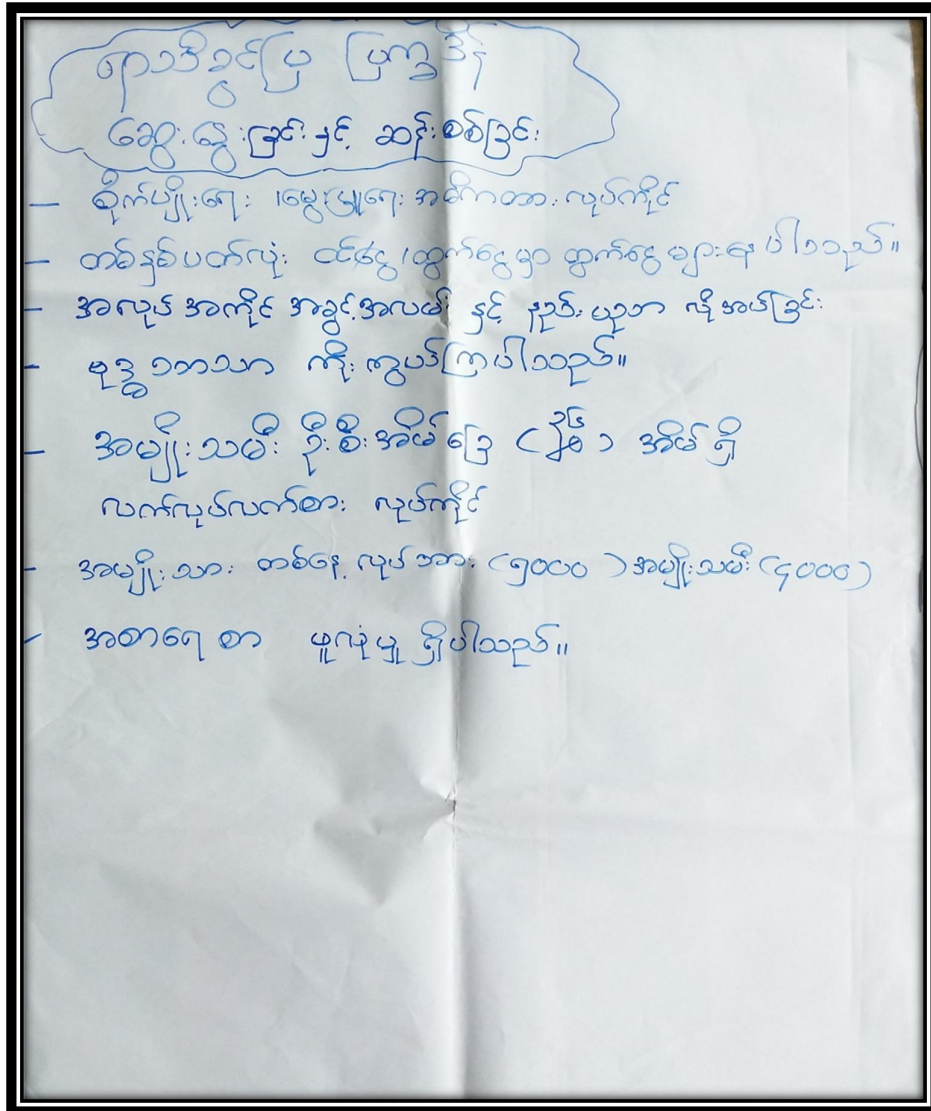 ရာသီခွင်ပြ ပြက္ခဒိန်
ဆွေးနွေးခြင်းနှင့် ဆန်းစစ်ခြင်း
- စိုက်ပျိုးရေး၊ မွေးမြူရေး အဓိကထား လုပ်ကိုင်
- တစ်နှစ်ပတ်လုံး ဝင်ငွေ/ထွက်ငွေမှာ ထွက်ငွေများနေပါသည်။
- အလုပ်အကိုင် အခွင့်အလမ်း နှင့် နည်းပညာ လိုအပ်ခြင်း
- ဗုဒ္ဓဘာသာ ကိုးကွယ်ကြပါသည်။
- အမျိုးသမီး ဦးစီးအိမ်ခြေ ( ) အိမ်ရှိ
လက်လုပ်လက်စား လုပ်ကိုင်
- အမျိုးသား တစ်နေ့ လုပ်အားခ (၅၀၀၀) အမျိုးသမီး (၄၀၀၀)
- အစာရေစာ ဖူလုံမှု ရှိပါသည်။